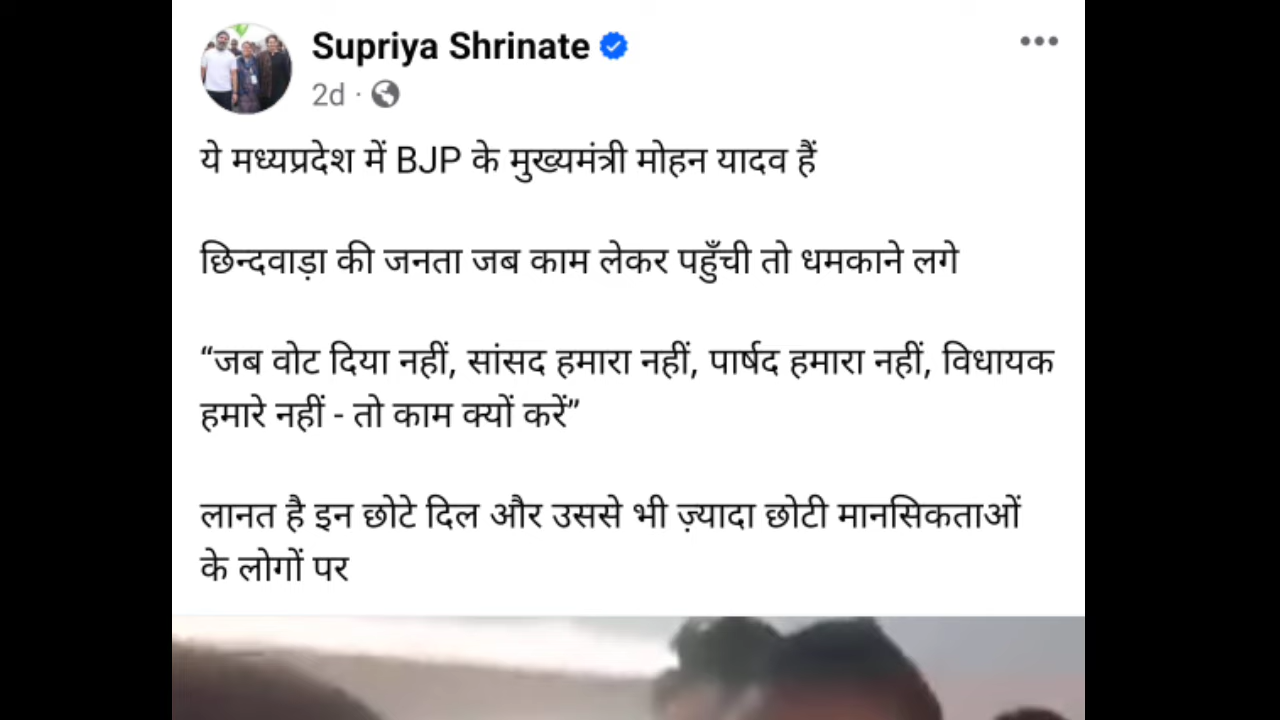 Supriya Shrinate
2d ·
ये मध्यप्रदेश में BJP के मुख्यमंत्री मोहन यादव हैं
छिन्दवाड़ा की जनता जब काम लेकर पहुँची तो धमकाने लगे
“जब वोट दिया नहीं, सांसद हमारा नहीं, पार्षद हमारा नहीं, विधायक
हमारे नहीं - तो काम क्यों करें”
लानत है इन छोटे दिल और उससे भी ज़्यादा छोटी मानसिकताओं
के लोगों पर